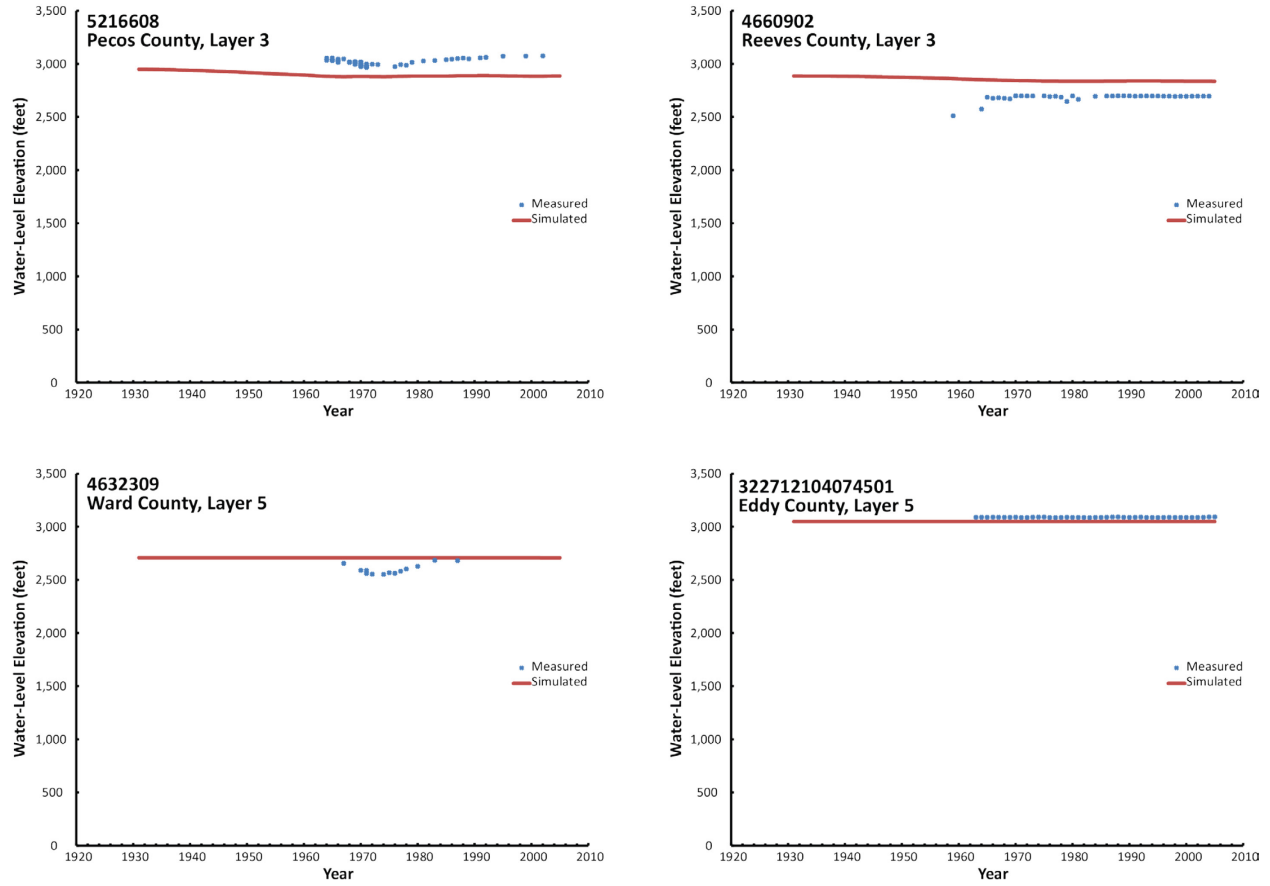 5216608
Pecos County, Layer 3
Water-Level Elevation (feet)
3,500
3,000
2,500
2,000
1,500
1,000
500
0
Measured
Simulated
1920 1930 1940 1950 1960 1970 1980 1990 2000 2010
Year
4660902
Reeves County, Layer 3
Water-Level Elevation (feet)
3,500
3,000
2,500
2,000
1,500
1,000
500
0
Measured
Simulated
1920 1930 1940 1950 1960 1970 1980 1990 2000 2010
Year
4632309
Ward County, Layer 5
Water-Level Elevation (feet)
3,500
3,000
2,500
2,000
1,500
1,000
500
0
Measured
Simulated
1920 1930 1940 1950 1960 1970 1980 1990 2000 2010
Year
322712104074501
Eddy County, Layer 5
Water-Level Elevation (feet)
3,500
3,000
2,500
2,000
1,500
1,000
500
0
Measured
Simulated
1920 1930 1940 1950 1960 1970 1980 1990 2000 2010
Year